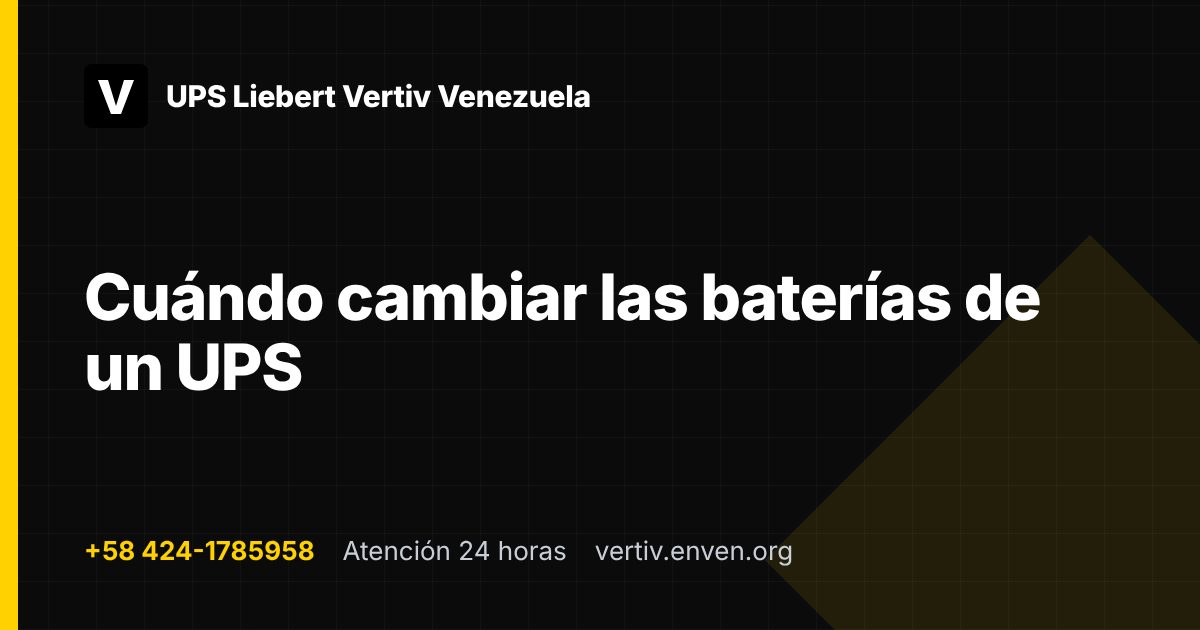 V
UPS Liebert Vertiv Venezuela
Cuándo cambiar las baterías de
un UPS
+58 424-1785958 Atención 24 horas vertiv.enven.org